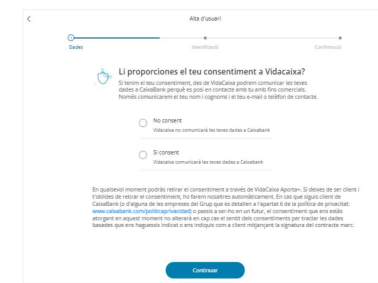 Alta d'usuari
Dades
Identificació
Confirmació
Li proporciones el teu consentiment a Vidacaixa?
Si tenim el teu consentiment, des de VidaCaixa podrem comunicar les teves
dades a CaixaBank perquè es posi en contacte amb tu amb fins comercials.
Només comunicarem el teu nom i cognoms i el teu e-mail o telèfon de contacte.
No consent
Vidacaixa no comunicarà les teves dades a Caixabank
Sí consent
Vidacaixa comunicarà les teves dades a Caixabank
En qualsevol moment podràs retirar el consentiment a través de VidaCaixa Aporta+. Si deixes de ser client i
t'oblides de retirar el consentiment, ho farem nosaltres automàticament. En cas que siguis client de
CaixaBank (o d'alguna de les empreses del Grup que es detallen a l'apartat 6 de la política de privacitat:
www.caixabank.com/politicaprivacidad) o passis a ser-ho en un futur, el consentiment que ens estàs
atorgant en aquest moment no alterarà en cap cas el sentit dels consentiments per tractar les dades
basades que ens haguessis indicat o ens indiquis com a client mitjançant la signatura del contracte marc.
Continuar